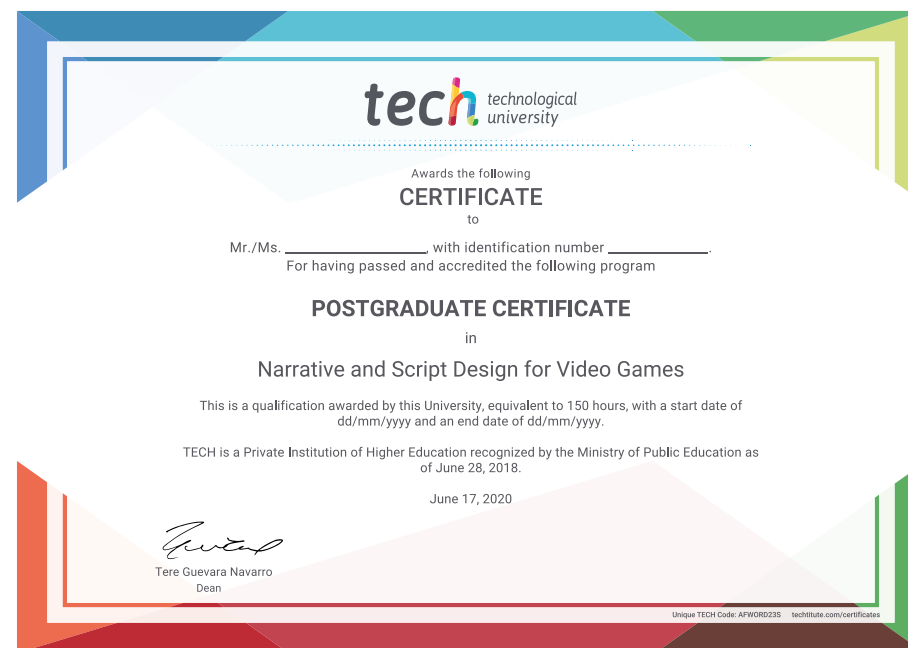 tech technological
university
Awards the following
CERTIFICATE
to
Mr./Ms. ____________________, with identification number ______________.
For having passed and accredited the following program
POSTGRADUATE CERTIFICATE
in
Narrative and Script Design for Video Games
This is a qualification awarded by this University, equivalent to 150 hours, with a start date of
dd/mm/yyyy and an end date of dd/mm/yyyy.
TECH is a Private Institution of Higher Education recognized by the Ministry of Public Education as
of June 28, 2018.
June 17, 2020
Tere Guevara Navarro
Dean
Unique TECH Code: AFWORD23S techtitute.com/certificates